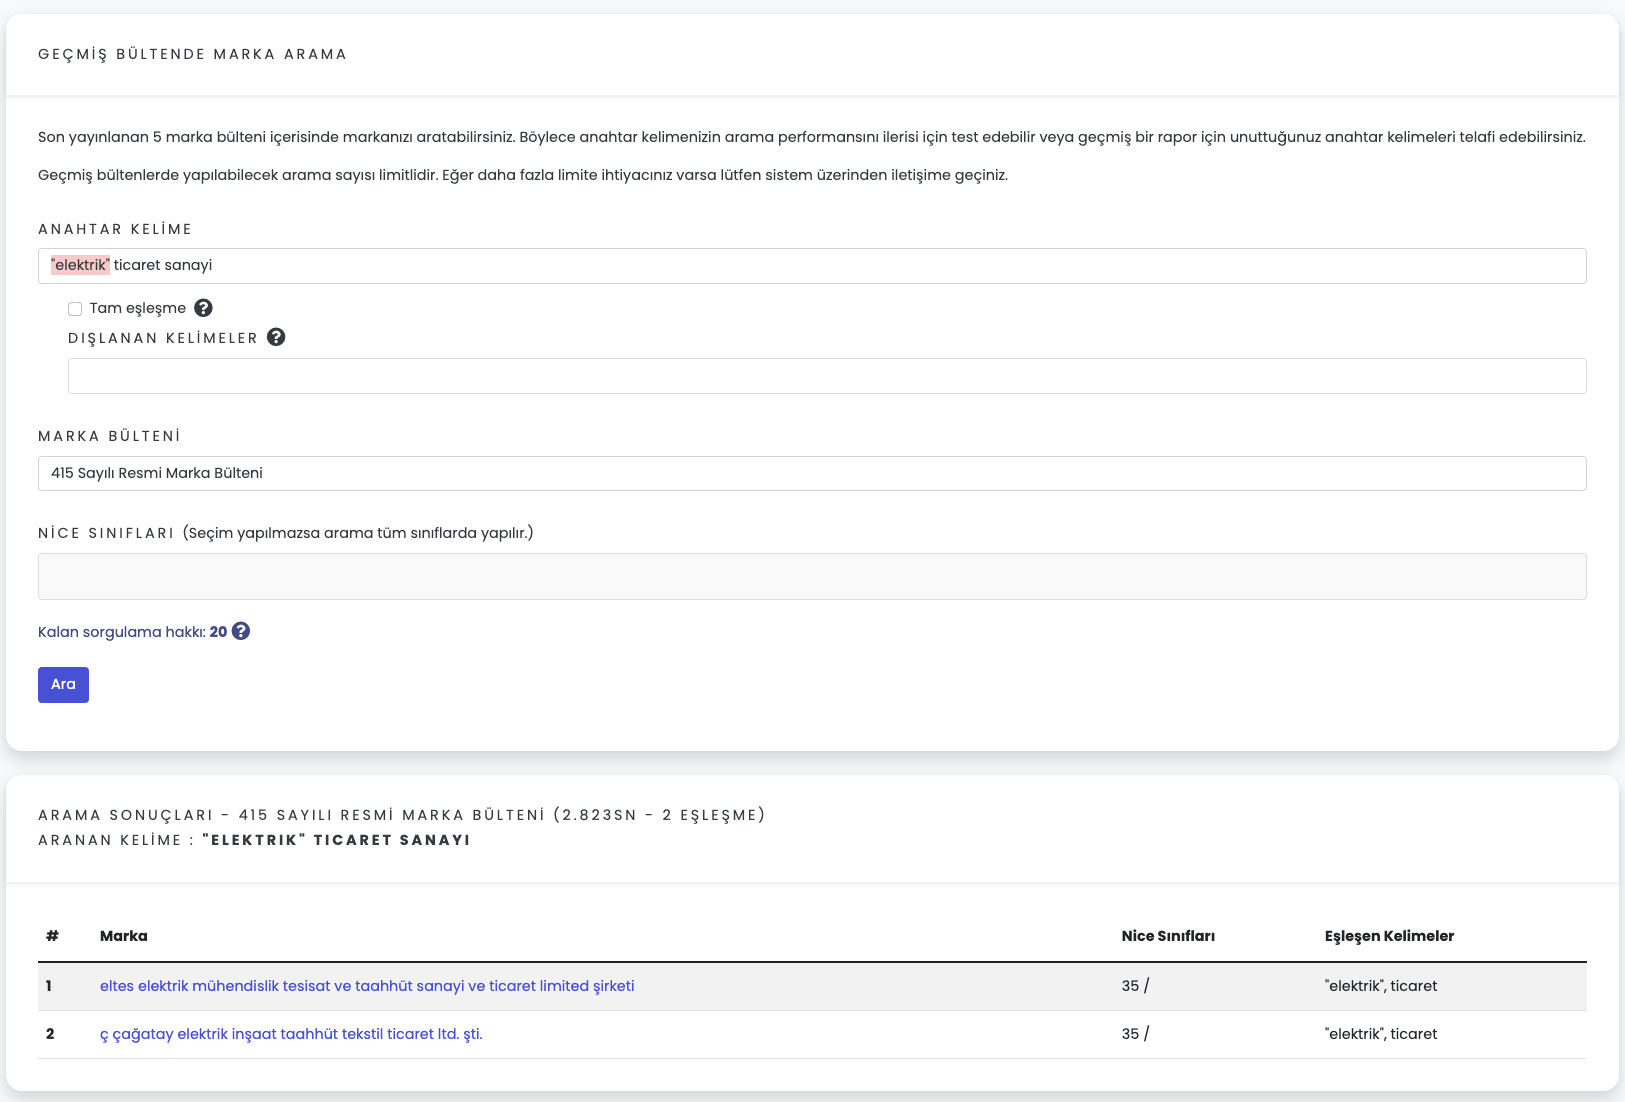 GEÇMİŞ BÜLTENDE MARKA ARAMA
Son yayınlanan 5 marka bülteni içerisinde markanızı aratabilirsiniz. Böylece anahtar kelimenizin arama performansını ilerisi için test edebilir veya geçmiş bir rapor için unuttuğunuz anahtar kelimeleri telafi edebilirsiniz.
Geçmiş bültenlerde yapılabilecek arama sayısı limitlidir. Eğer daha fazla limite ihtiyacınız varsa lütfen sistem üzerinden iletişime geçiniz.
ANAHTAR KELİME
"elektrik" ticaret sanayi
Tam eşleşme ?
DIŞLANAN KELİMELER ?
MARKA BÜLTENİ
415 Sayılı Resmi Marka Bülteni
NİCE SINIFLARI (Seçim yapılmazsa arama tüm sınıflarda yapılır.)
Kalan sorgulama hakkı: 20 ?
Ara
ARAMA SONUÇLARI - 415 SAYILI RESMİ MARKA BÜLTENİ (2.823SN - 2 EŞLEŞME)
ARANAN KELİME : "ELEKTRIK" TICARET SANAYI
# Marka Nice Sınıfları Eşleşen Kelimeler
1 eltes elektrik mühendislik tesisat ve taahhüt sanayi ve ticaret limited şirketi 35 / "elektrik", ticaret
2 ç çağatay elektrik inşaat taahhüt tekstil ticaret ltd. şti. 35 / "elektrik", ticaret